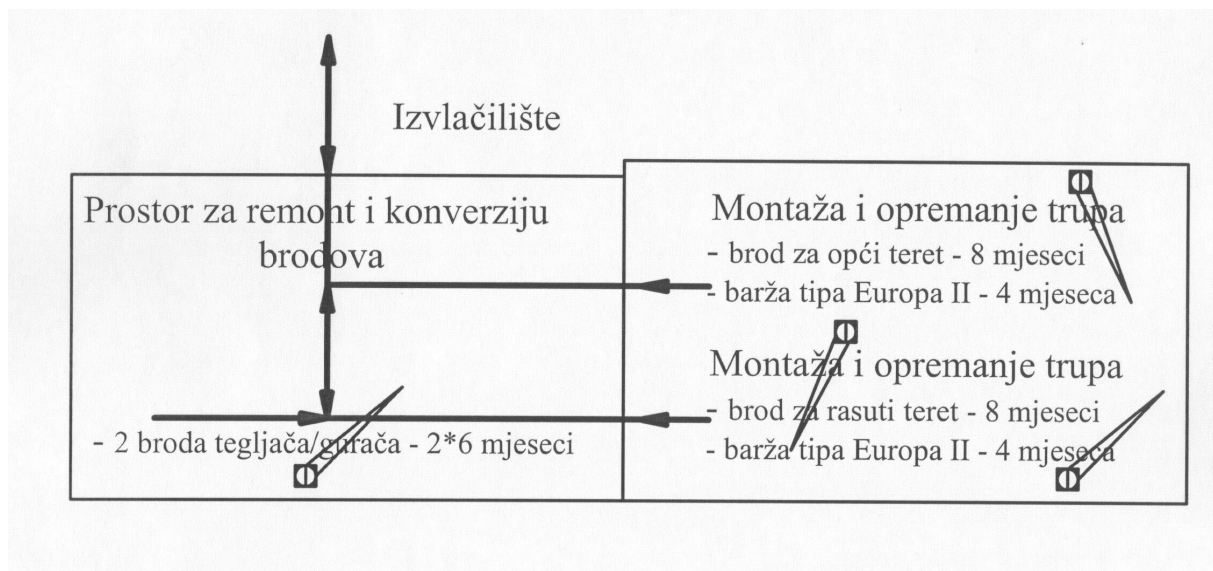 Izvlačilište
Prostor za remont i konverziju
brodova
- 2 broda tegljača/gurača - 2*6 mjeseci
Montaža i opremanje trupa
- brod za opći teret - 8 mjeseci
- barža tipa Europa II - 4 mjeseca
Montaža i opremanje trupa
- brod za rasuti teret - 8 mjeseci
- barža tipa Europa II - 4 mjeseca